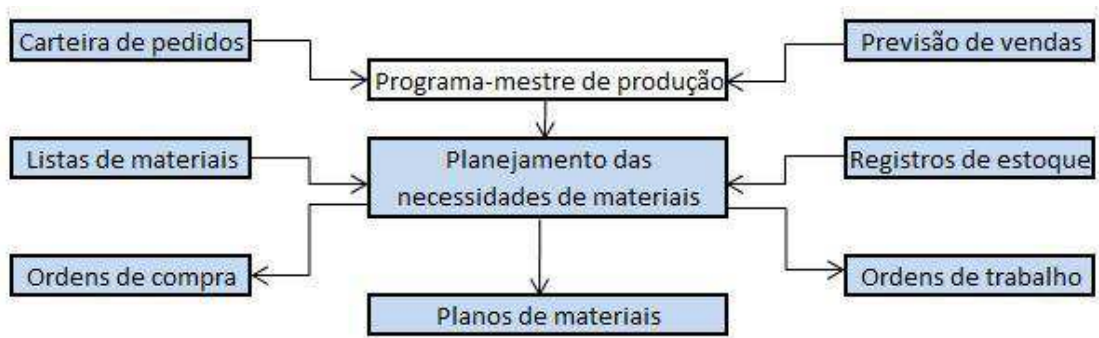 Carteira de pedidos
Previsão de vendas
Programa-mestre de produção
Listas de materiais
Planejamento das
necessidades de materiais
Registros de estoque
Ordens de compra
Ordens de trabalho
Planos de materiais